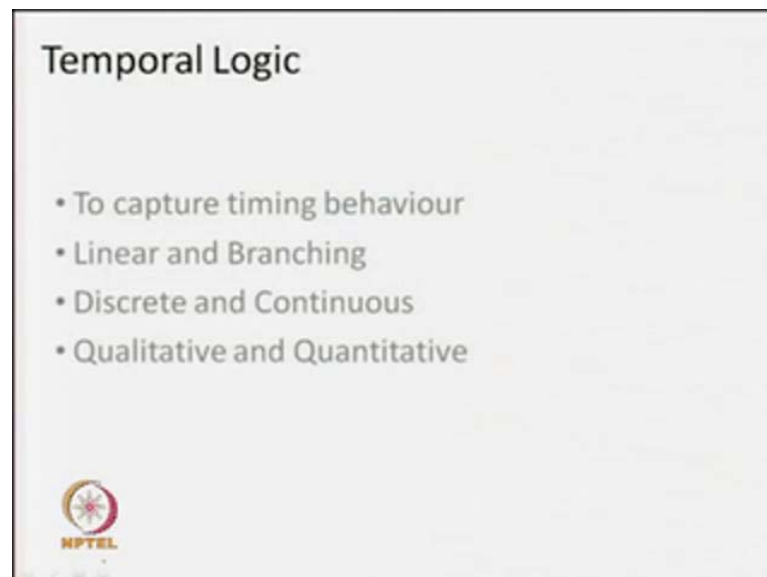 Temporal Logic
• To capture timing behaviour
• Linear and Branching
• Discrete and Continuous
• Qualitative and Quantitative
NPTEL